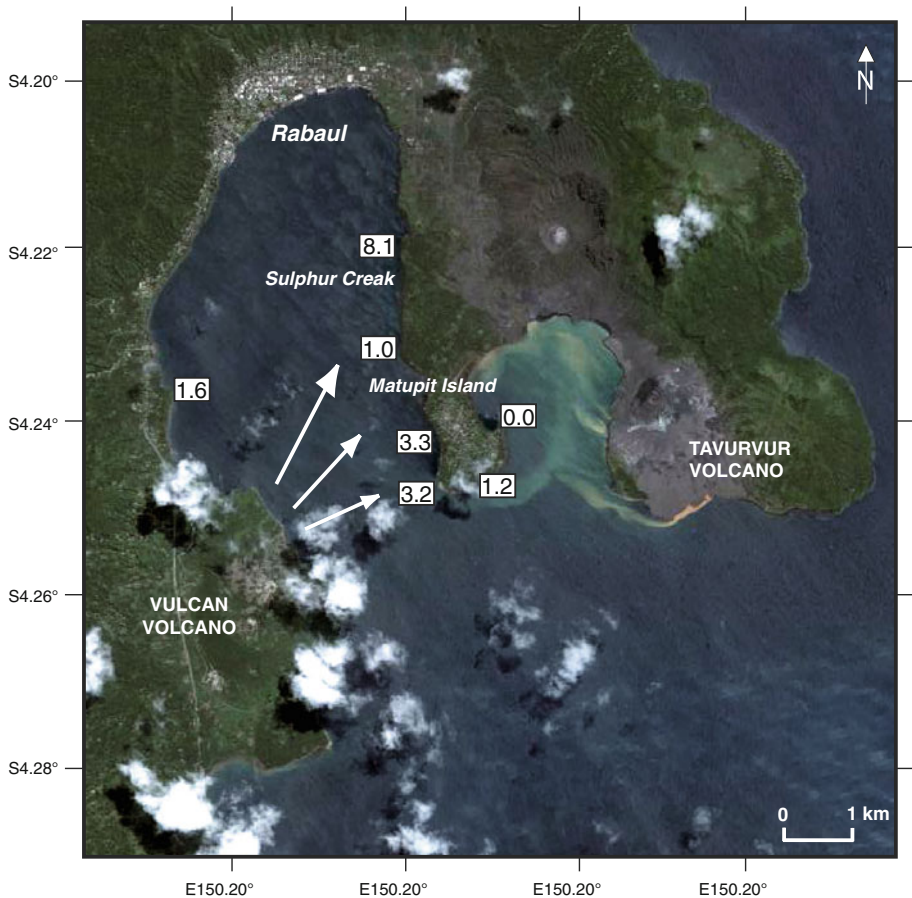 S4.20°
N
Rabaul
8.1
S4.22°
Sulphur Creak
1.0
Matupit Island
1.6
0.0
S4.24°
3.3
TAVURVUR
VOLCANO
3.2
1.2
S4.26°
VULCAN
VOLCANO
S4.28°
0 1 km
E150.20° E150.20° E150.20° E150.20°